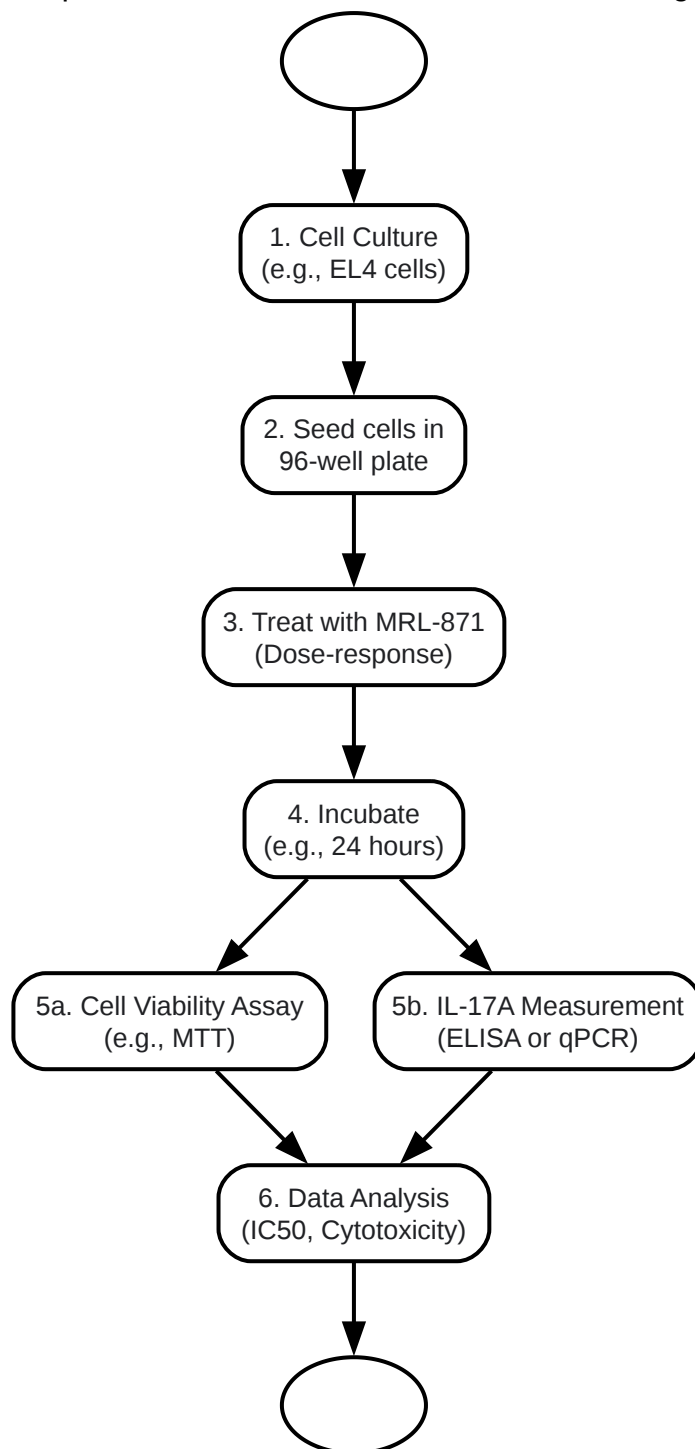 1. Cell Culture
(e.g., EL4 cells)
2. Seed cells in
96-well plate
3. Treat with MRL-871
(Dose-response)
4. Incubate
(e.g., 24 hours)
5a. Cell Viability Assay
(e.g., MTT)
5b. IL-17A Measurement
(ELISA or qPCR)
6. Data Analysis
(IC50, Cytotoxicity)